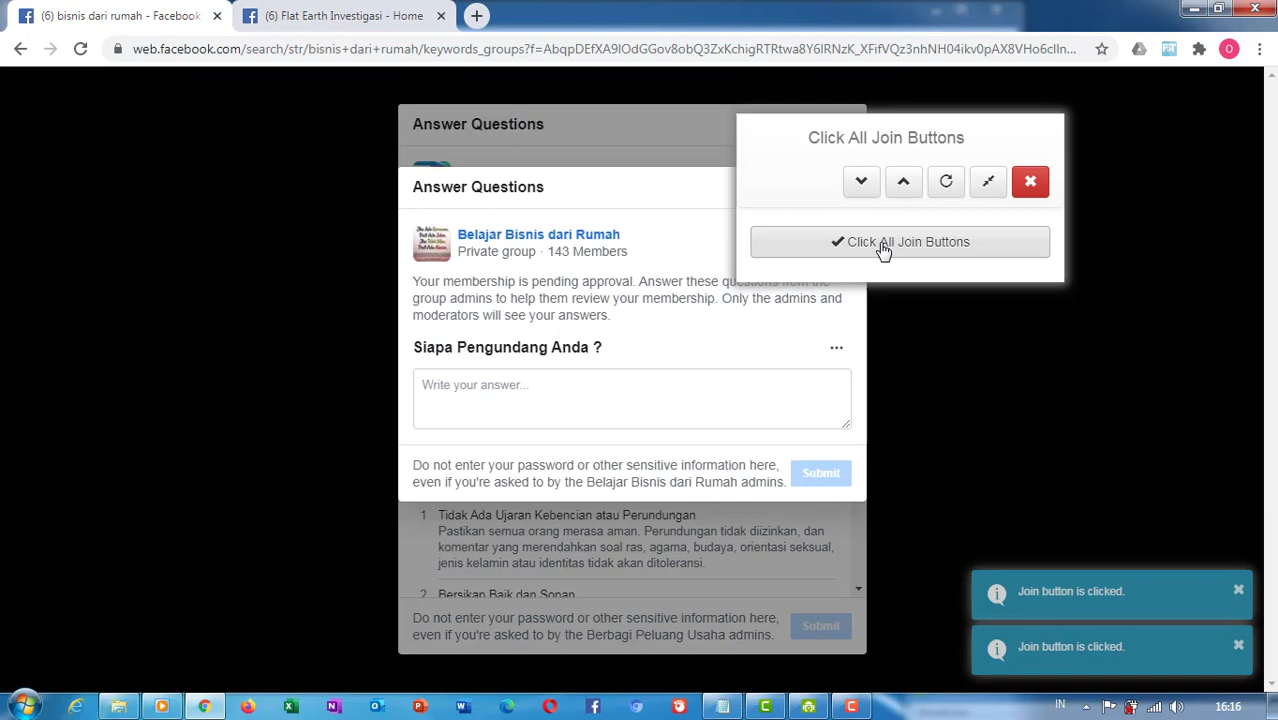 (6) bisnis dari rumah - Facebook
(6) Flat Earth Investigasi - Home
web.facebook.com/search/str/bisnis+dari+rumah/keywords_groups?f=
O
Answer Questions
Click All Join Buttons
Answer Questions
Belajar Bisnis dari Rumah
Private group · 143 Members
Click All Join Buttons
Your membership is pending approval. Answer these questions from the
group admins to help them review your membership. Only the admins and
moderators will see your answers.
Siapa Pengundang Anda ?
Write your answer...
Do not enter your password or other sensitive information here,
even if you're asked to by the Belajar Bisnis dari Rumah admins.
Submit
1 Tidak Ada Ujaran Kebencian atau Perundungan
Pastikan semua orang merasa aman. Perundungan tidak diizinkan, dan
komentar yang merendahkan soal ras, agama, budaya, orientasi seksual,
jenis kelamin atau identitas tidak akan ditoleransi.
2 Bersikan Baik dan Sopan
Do not enter your password or other sensitive information here,
even if you're asked to by the Berbagi Peluang Usaha admins.
Submit
Join button is clicked.
Join button is clicked.
IN
16:16